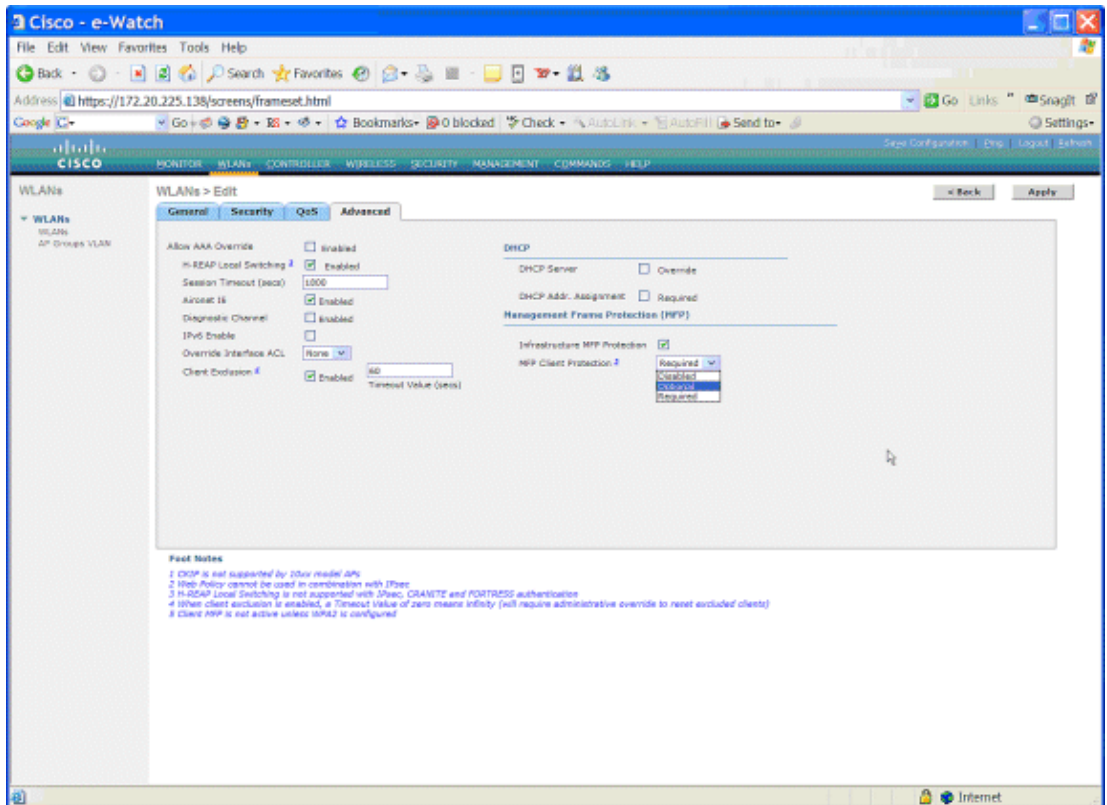 Cisco - e-Watch
File Edit View Favorites Tools Help
Back Search Favorites
Address https://172.20.225.138/screens/frameset.html Go Links » SnagIt
Google Go RS Bookmarks 0 blocked Check AutoLink AutoFill Send to Settings
Save Configuration | Ping | Logout | Refresh
CISCO MONITOR WLANs CONTROLLER WIRELESS SECURITY MANAGEMENT COMMANDS HELP
WLANs
WLANs
WLANs
AP Groups VLAN
WLANs > Edit
< Back Apply
General Security QoS Advanced
Allow AAA Override Enabled
H-REAP Local Switching 3 Enabled
Session Timeout (secs) 1800
Aironet IE Enabled
Diagnostic Channel Enabled
IPv6 Enable
Override Interface ACL None
Client Exclusion 4 Enabled 60
Timeout Value (secs)
DHCP
DHCP Server Override
DHCP Addr. Assignment Required
Management Frame Protection (MFP)
Infrastructure MFP Protection
MFP Client Protection 5 Required
Disabled
Optional
Required
Foot Notes
1 CKIP is not supported by 10xx model APs
2 Web Policy cannot be used in combination with IPsec
3 H-REAP Local Switching is not supported with IPsec, CRANITE and FORTRESS authentication
4 When client exclusion is enabled, a Timeout Value of zero means infinity (will require administrative override to reset excluded clients)
5 Client MFP is not active unless WPA2 is configured
Internet